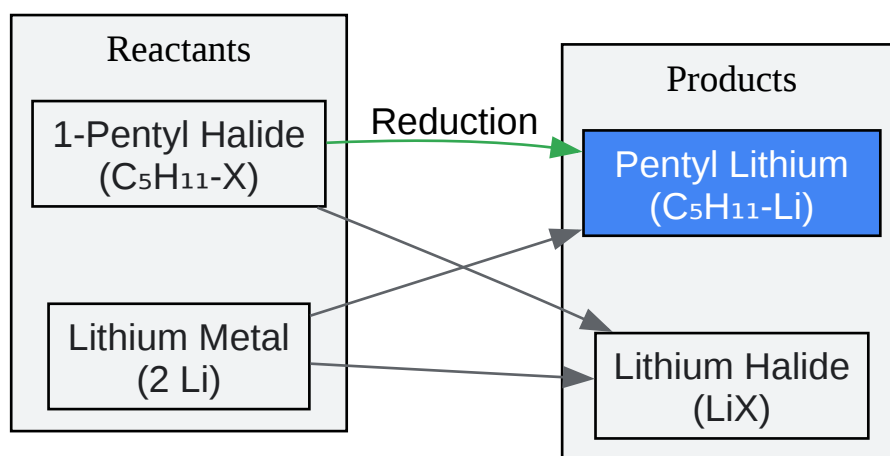 Reactants
1-Pentyl Halide
(C₅H₁₁-X)
Lithium Metal
(2 Li)
Reduction
Products
Pentyl Lithium
(C₅H₁₁-Li)
Lithium Halide
(LiX)